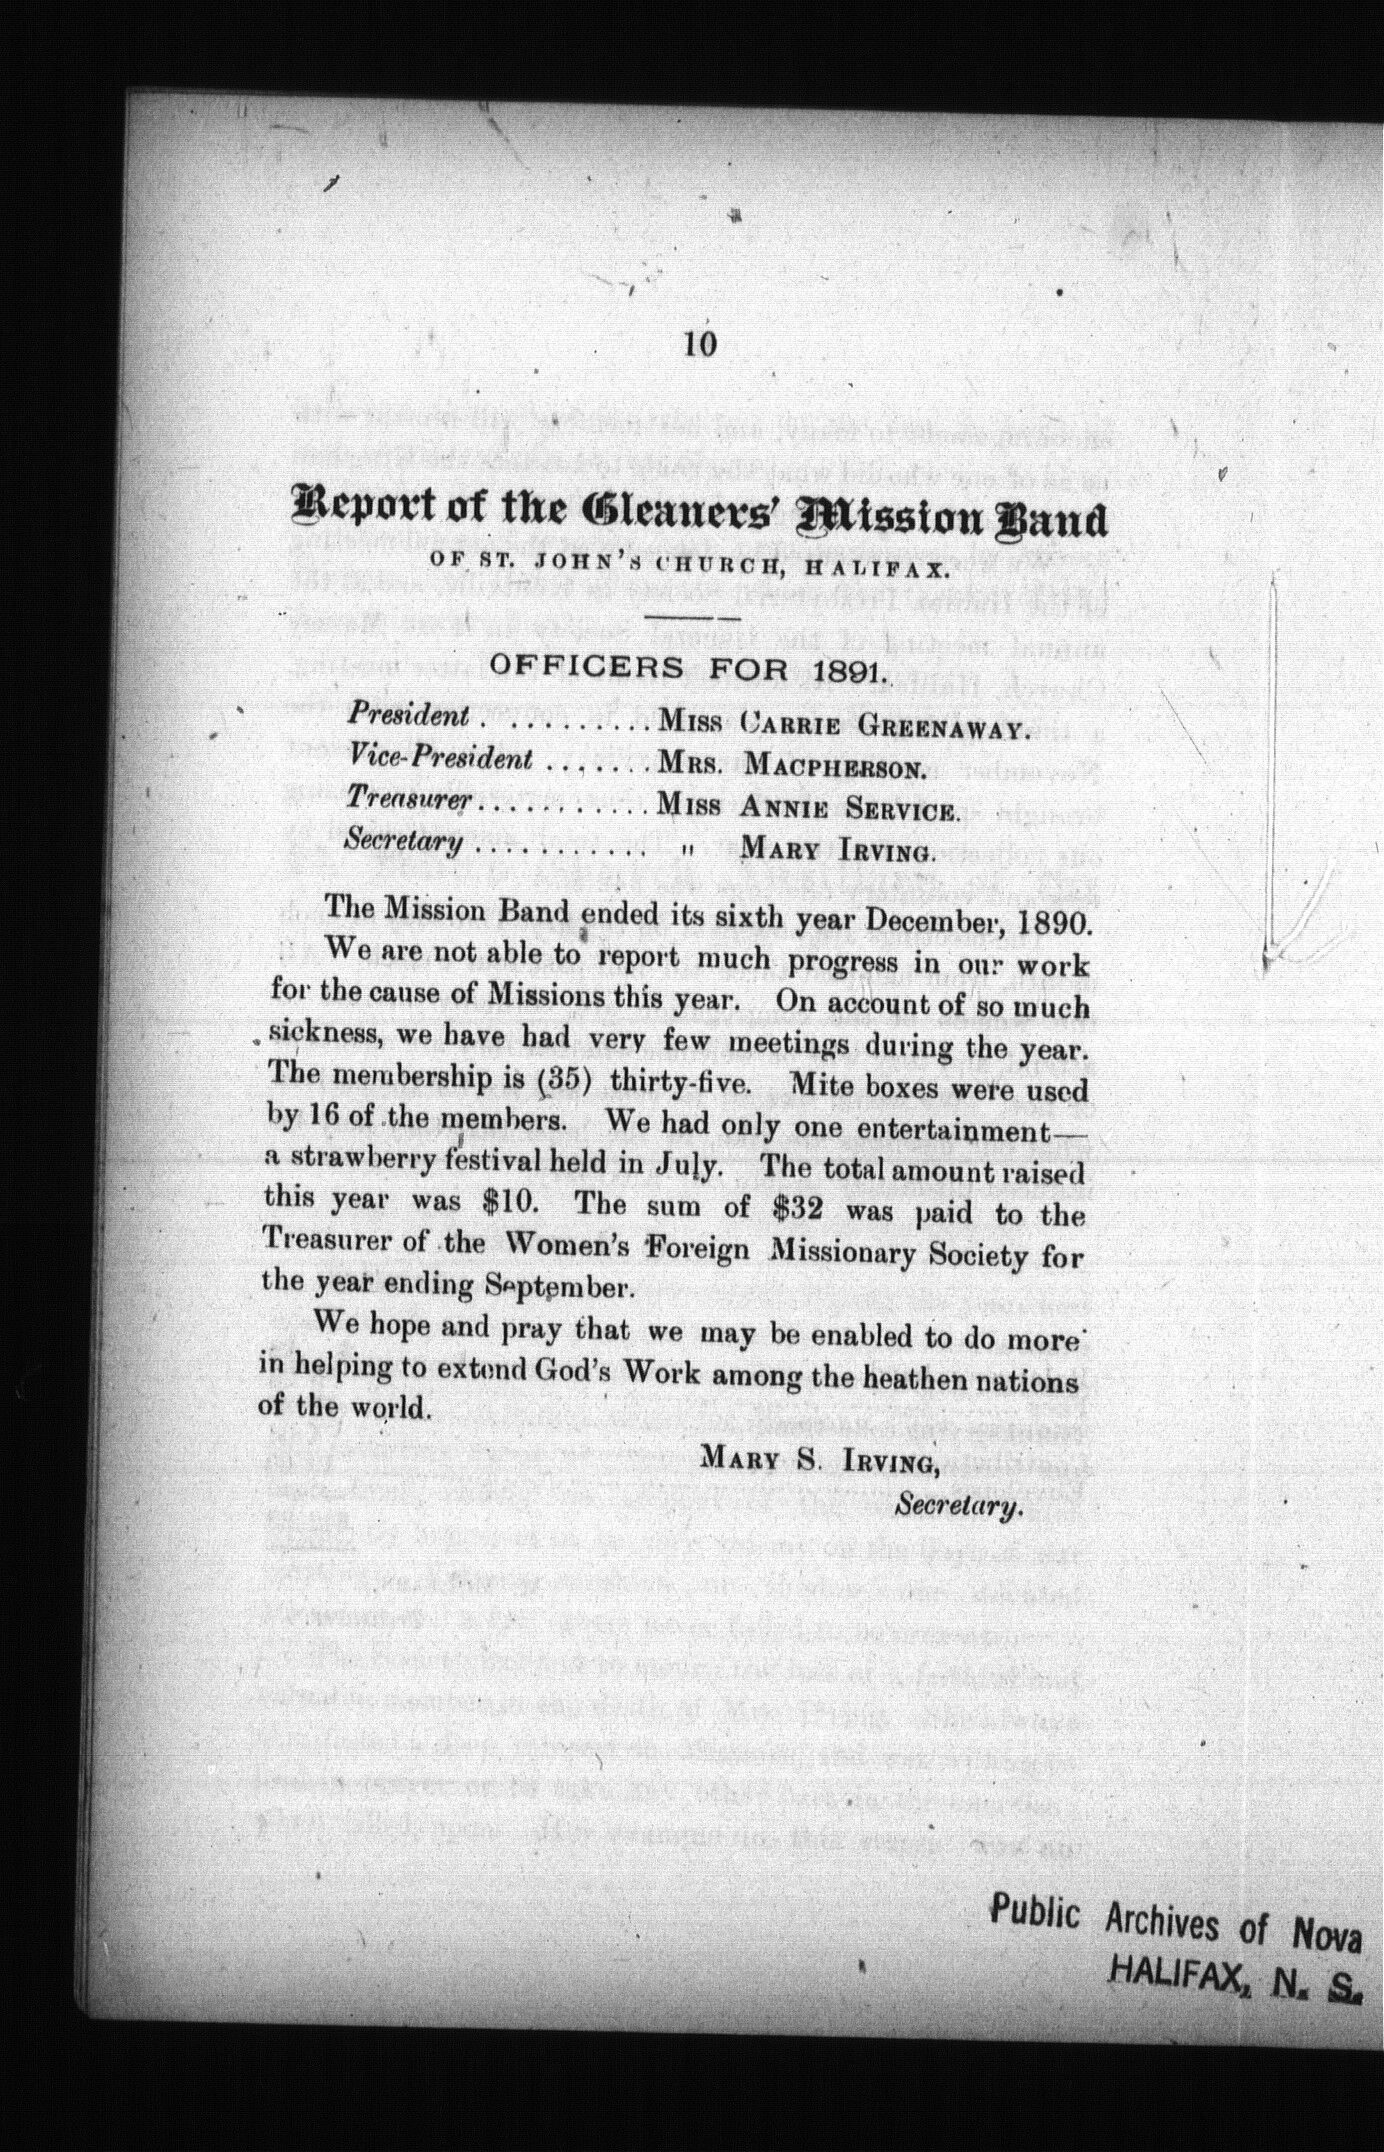 10
Report of the Gleaners' Mission Band
OF ST. JOHN'S CHURCH, HALIFAX.
OFFICERS FOR 1891.
President . .......... MISS CARRIE GREENAWAY.
Vice-President ....... MRS. MACPHERSON.
Treasurer........... MISS ANNIE SERVICE.
Secretary ........... " MARY IRVING.
The Mission Band ended its sixth year December, 1890.
We are not able to report much progress in our work
for the cause of Missions this year. On account of so much
sickness, we have had very few meetings during the year.
The membership is (35) thirty-five. Mite boxes were used
by 16 of the members. We had only one entertainment—
a strawberry festival held in July. The total amount raised
this year was $10. The sum of $32 was paid to the
Treasurer of the Women's Foreign Missionary Society for
the year ending September.
We hope and pray that we may be enabled to do more
in helping to extend God's Work among the heathen nations
of the world.
MARY S. IRVING,
Secretary.
Public Archives of Nova
HALIFAX, N. S.